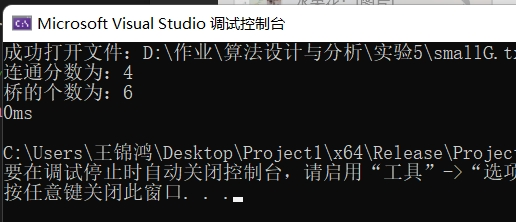 Microsoft Visual Studio 调试控制台
成功打开文件：D:\作业\算法设计与分析\实验5\smallG.tx
连通分数为：4
桥的个数为：6
0ms
C:\Users\王锦鸿\Desktop\Project1\x64\Release\Projec
要在调试停止时自动关闭控制台，请启用“工具”->“选项
按任意键关闭此窗口. . .